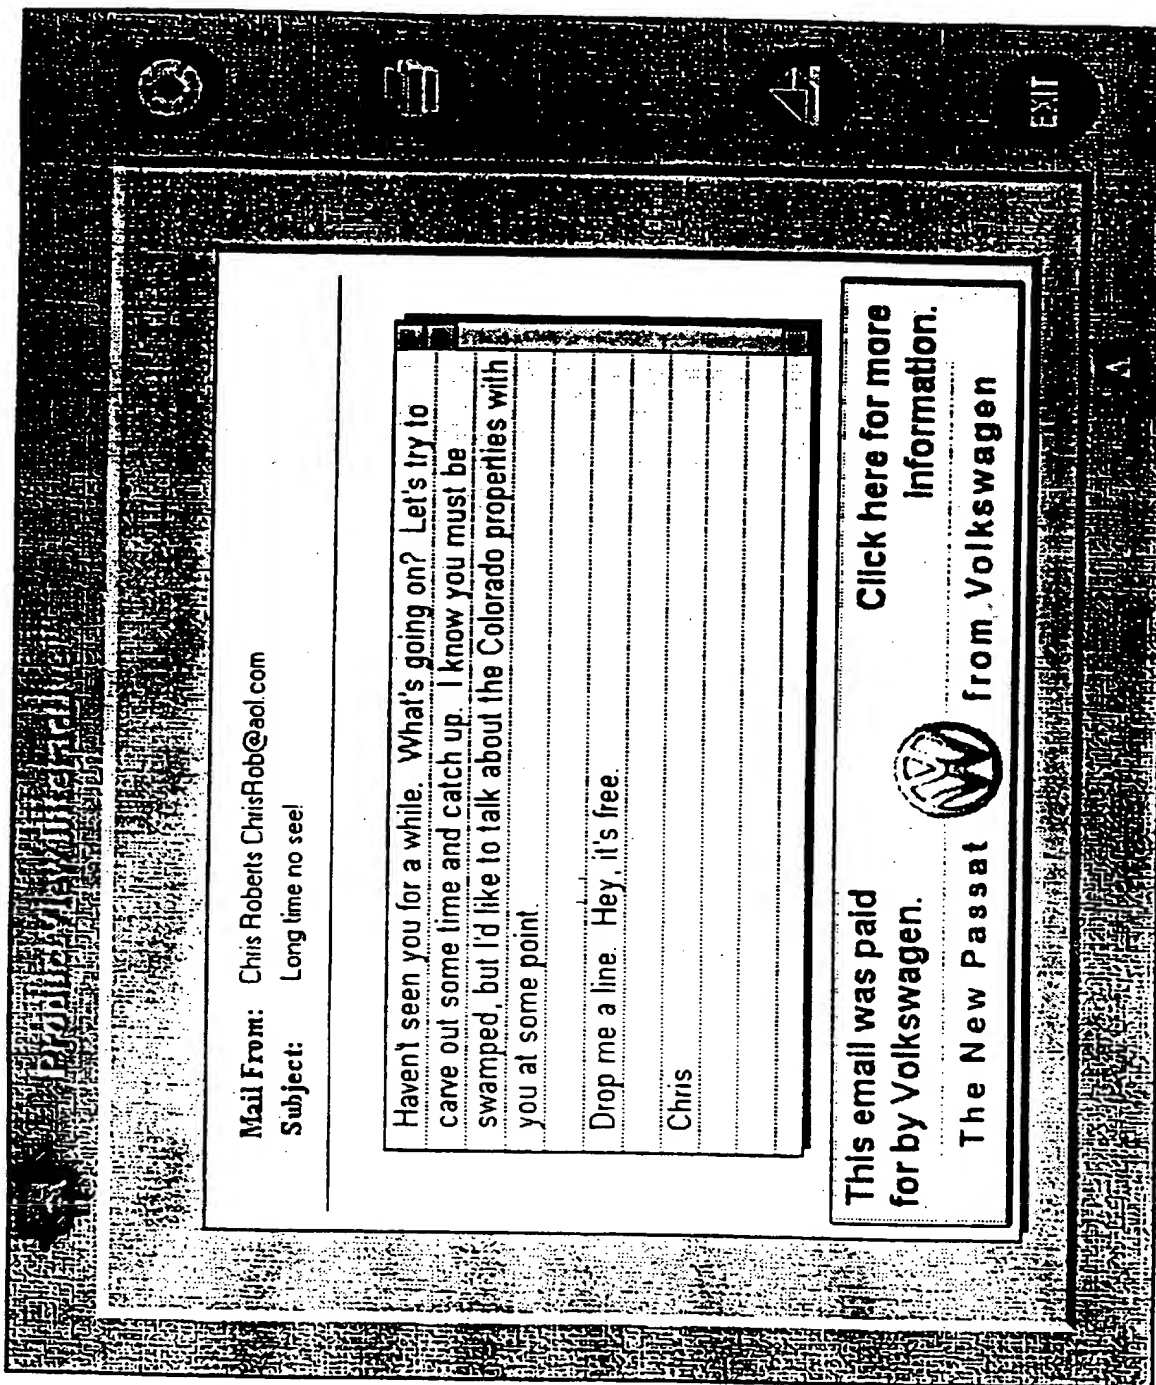 Mail From: Chris Roberts ChrisRob@aol.com
Subject: Long time no see!
Haven't seen you for a while. What's going on? Let's try to
carve out some time and catch up. I know you must be
swamped, but I'd like to talk about the Colorado properties with
you at some point.
Drop me a line. Hey, it's free.
Chris
This email was paid
for by Volkswagen.
Click here for more
Information.
The New Passat
from Volkswagen
EXIT
A